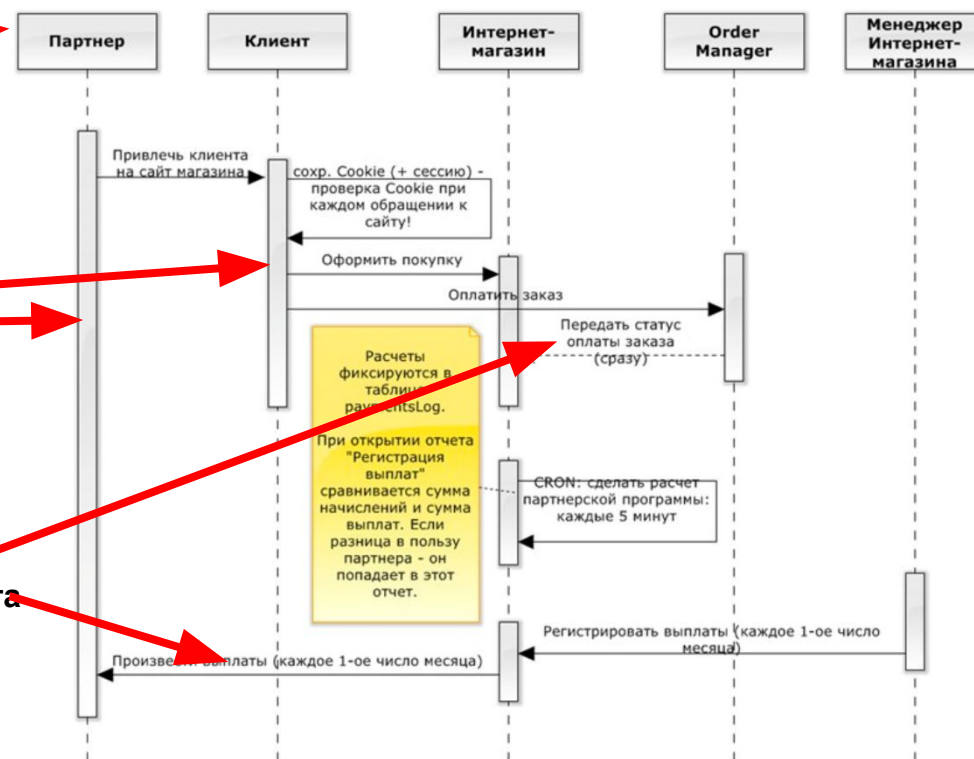 Партнер
Клиент
Интернет-
магазин
Order
Manager
Менеджер
Интернет-
магазина
Привлечь клиента
на сайт магазина
сохр. Cookie (+ сессию) -
проверка Cookie при
каждом обращении к
сайту!
Оформить покупку
Оплатить заказ
Передать статус
оплаты заказа
(сразу)
Расчеты
фиксируются в
paymentsLog.
При открытии отчета
"Регистрация
выплат"
сравнивается сумма
начислений и сумма
выплат. Если
разница в пользу
партнера - он
попадает в этот
отчет.
CRON: сделать расчет
партнерской программы:
каждые 5 минут
та
Регистрировать выплаты (каждое 1-ое число
месяца)
выплаты (каждое 1-ое число месяца)